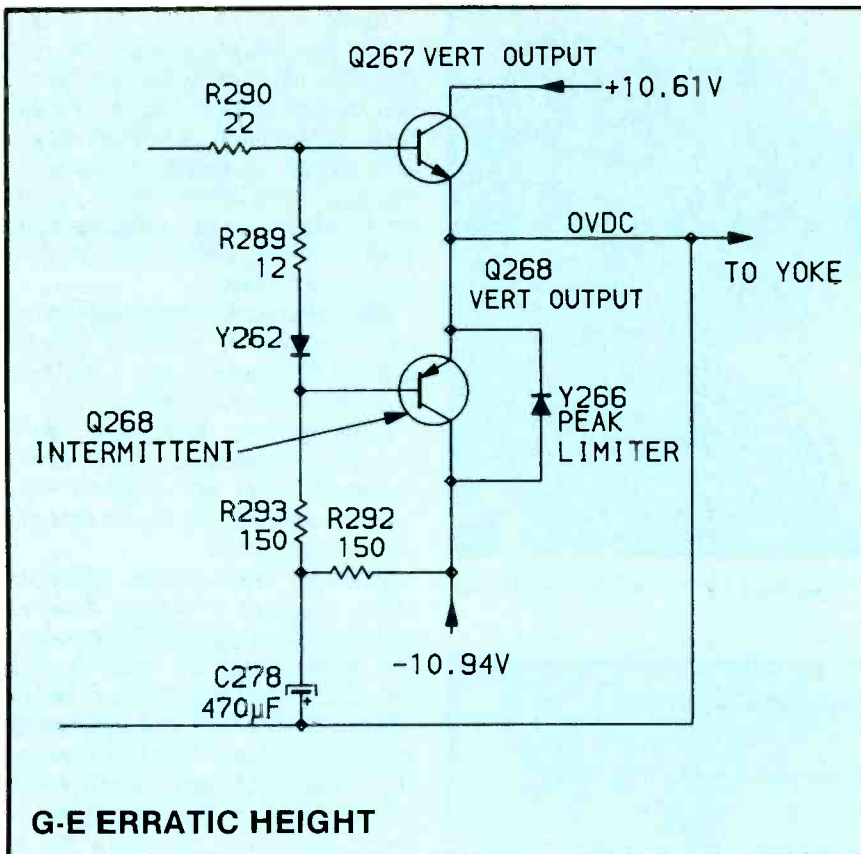 Q267 VERT OUTPUT
+10.61V
R290
22
R289
12
0VDC
TO YOKE
Q268
VERT OUTPUT
Y262
Y266
PEAK
LIMITER
Q268
INTERMITTENT
R293
150
R292
150
-10.94V
C278
470µF
+
G-E ERRATIC HEIGHT